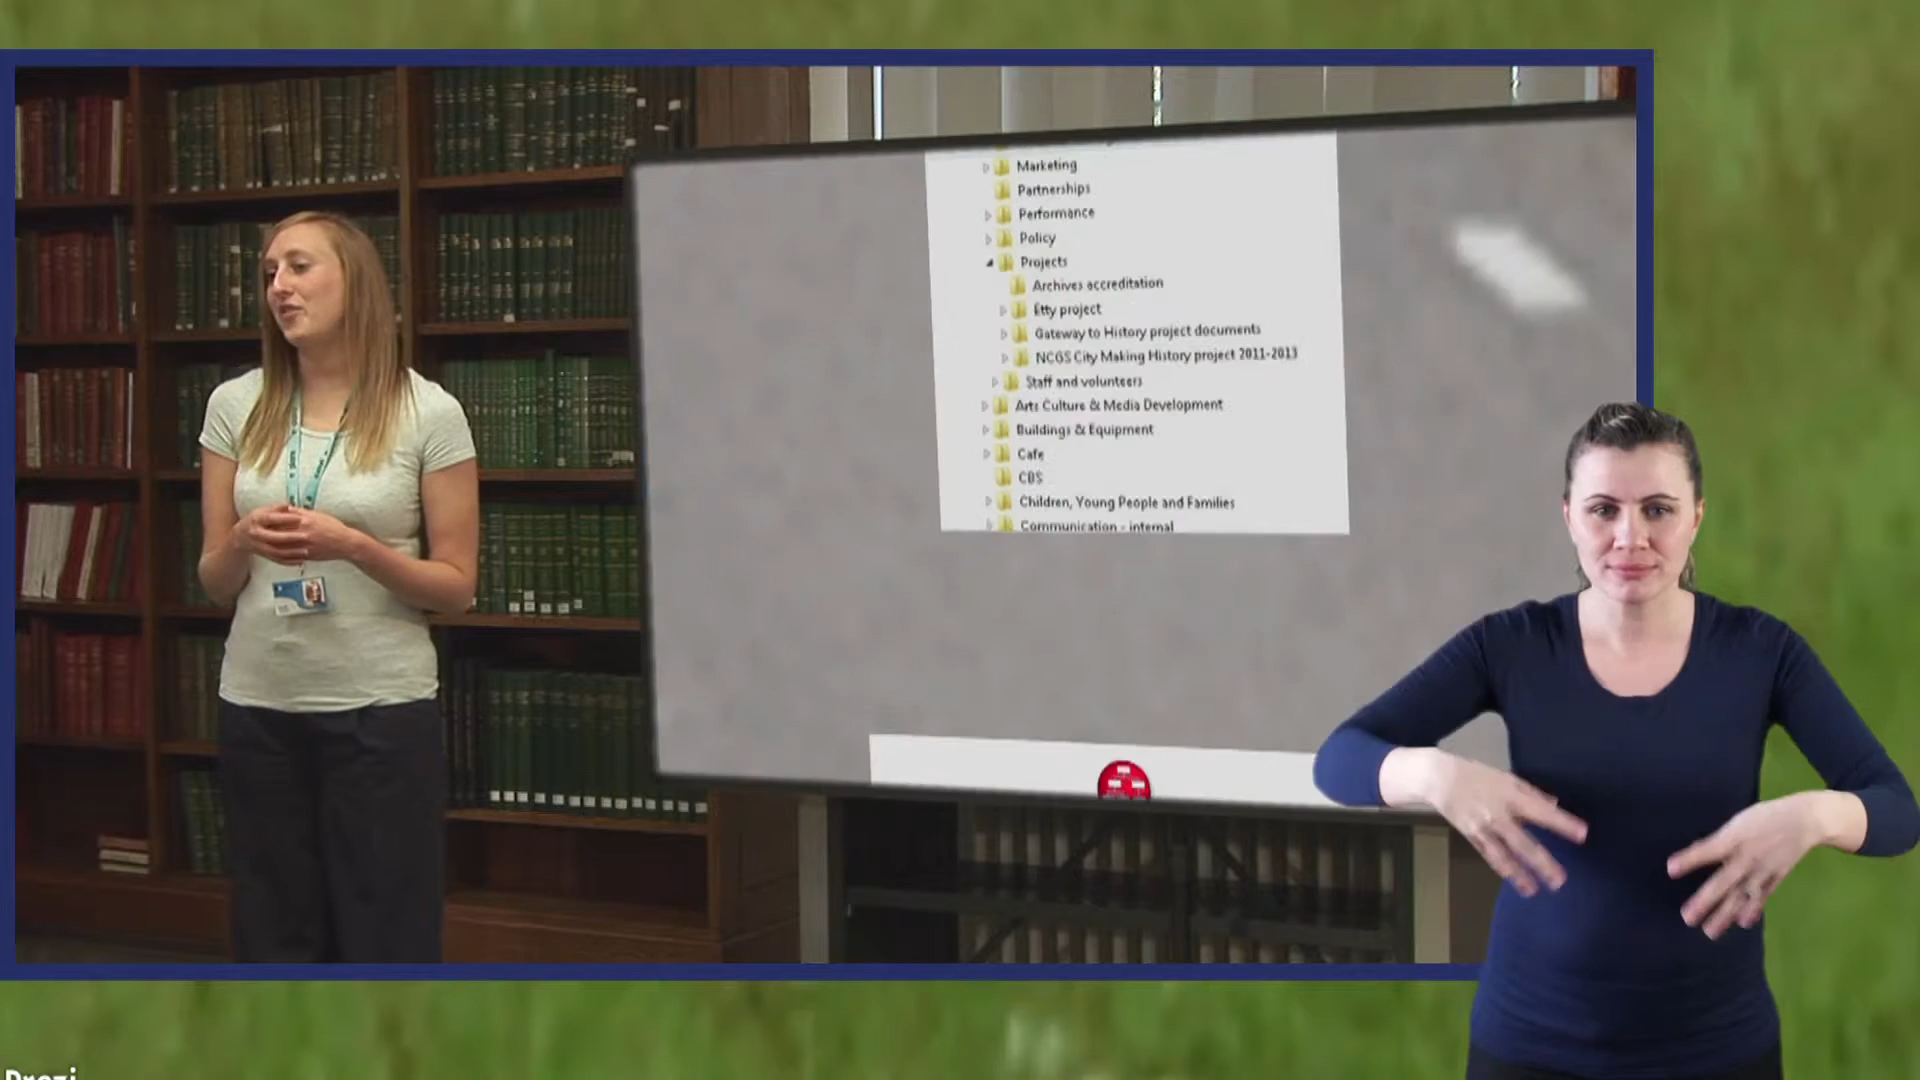 Marketing
Partnerships
Performance
Policy
Projects
Archives accreditation
Etty project
Gateway to History project documents
NCGS City Making History project 2011-2013
Staff and volunteers
Arts Culture & Media Development
Buildings & Equipment
Cafe
CBS
Children, Young People and Families
Communication - internal